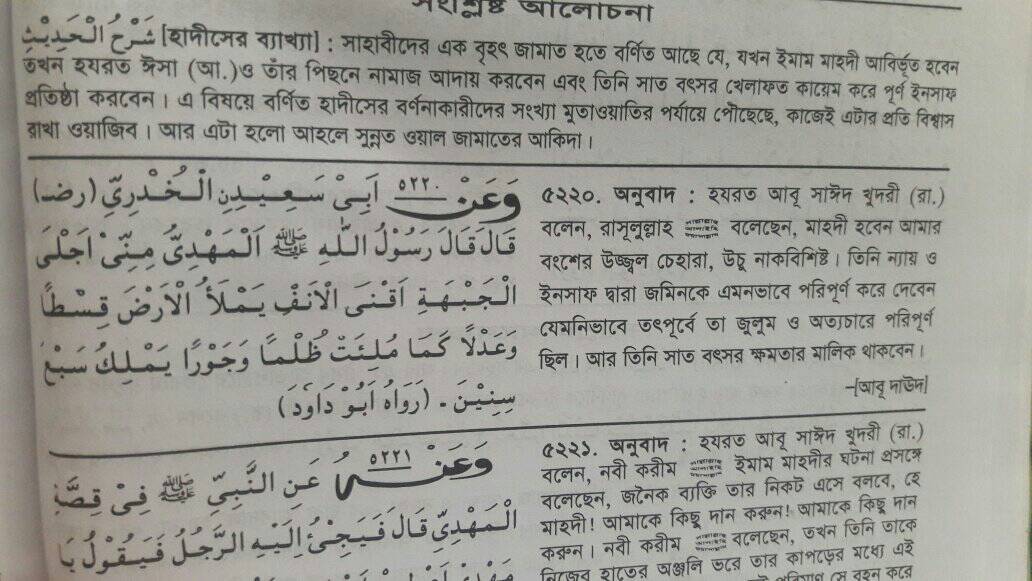 সংশ্লিষ্ট আলোচনা
شَرْحُ الْحَدِيْثِ [হাদীসের ব্যাখ্যা] : সাহাবীদের এক বৃহৎ জামাত হতে বর্ণিত আছে যে, যখন ইমাম মাহদী আবির্ভূত হবেন
তখন হযরত ঈসা (আ.)ও তাঁর পিছনে নামাজ আদায় করবেন এবং তিনি সাত বৎসর খেলাফত কায়েম করে পূর্ণ ইনসাফ
প্রতিষ্ঠা করবেন। এ বিষয়ে বর্ণিত হাদীসের বর্ণনাকারীদের সংখ্যা মুতাওয়াতির পর্যায়ে পৌঁছেছে, কাজেই এটার প্রতি বিশ্বাস
রাখা ওয়াজিব। আর এটা হলো আহলে সুন্নত ওয়াল জামাতের আকিদা।
وَعَنْ ٥٢٢٠ اَبِىْ سَعِيْدِنِ الْخُدْرِيِّ (رضـ)
قَالَ قَالَ رَسُوْلُ اللّٰهِ ﷺ اَلْمَهْدِيُّ مِنِّىْ اَجْلَى
الْجَبْهَةِ اَقْنَى الْاَنْفِ يَمْلَأُ الْاَرْضَ قِسْطًا
وَعَدْلًا كَمَا مُلِئَتْ ظُلْمًا وَجَوْرًا يَمْلِكُ سَبْعَ
سِنِيْنَ ـ (رَوَاهُ اَبُوْ دَاوَدَ)
৫২২০. অনুবাদ : হযরত আবূ সাঈদ খুদরী (রা.)
বলেন, রাসূলুল্লাহ ﷺ বলেছেন, মাহদী হবেন আমার
বংশের উজ্জ্বল চেহারা, উঁচু নাকবিশিষ্ট। তিনি ন্যায় ও
ইনসাফ দ্বারা জমিনকে এমনভাবে পরিপূর্ণ করে দেবেন
যেমনিভাবে তৎপূর্বে তা জুলুম ও অত্যাচারে পরিপূর্ণ
ছিল। আর তিনি সাত বৎসর ক্ষমতার মালিক থাকবেন।
–[আবূ দাউদ]
وَعَنْهُ ٥٢٢١ عَنِ النَّبِيِّ ﷺ فِىْ قِصَّةِ
الْمَهْدِيِّ قَالَ فَيَجِىْءُ اِلَيْهِ الرَّجُلُ فَيَقُوْلُ يَا
৫২২১. অনুবাদ : হযরত আবূ সাঈদ খুদরী (রা.)
বলেন, নবী করীম ﷺ ইমাম মাহদীর ঘটনা প্রসঙ্গে
বলেছেন, জনৈক ব্যক্তি তার নিকট এসে বলবে, হে
মাহদী! আমাকে কিছু দান করুন! আমাকে কিছু দান
করুন। নবী করীম ﷺ বলেছেন, তখন তিনি তাকে
নিজের হাতের অঞ্জলি ভরে তার কাপড়ের মধ্যে এই